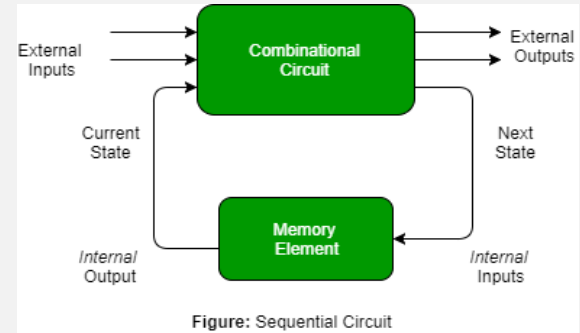 External
Inputs
Combinational
Circuit
External
Outputs
Current
State
Next
State
Memory
Element
Internal
Output
Internal
Inputs
Figure: Sequential Circuit